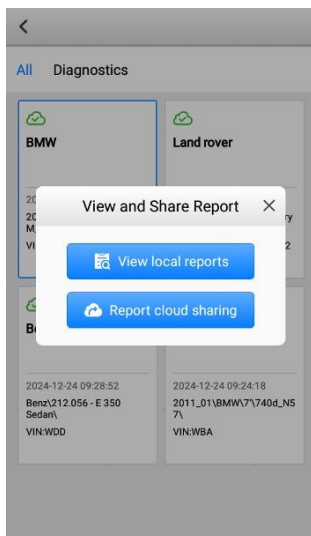 All Diagnostics
BMW
Land rover
View and Share Report
View local reports
Report cloud sharing
2024-12-24 09:28:52
Benz\212.056 - E 350
Sedan\
VIN:WDD
2024-12-24 09:24:18
2011_01\BMW\7'\740d_N5
7\
VIN:WBA